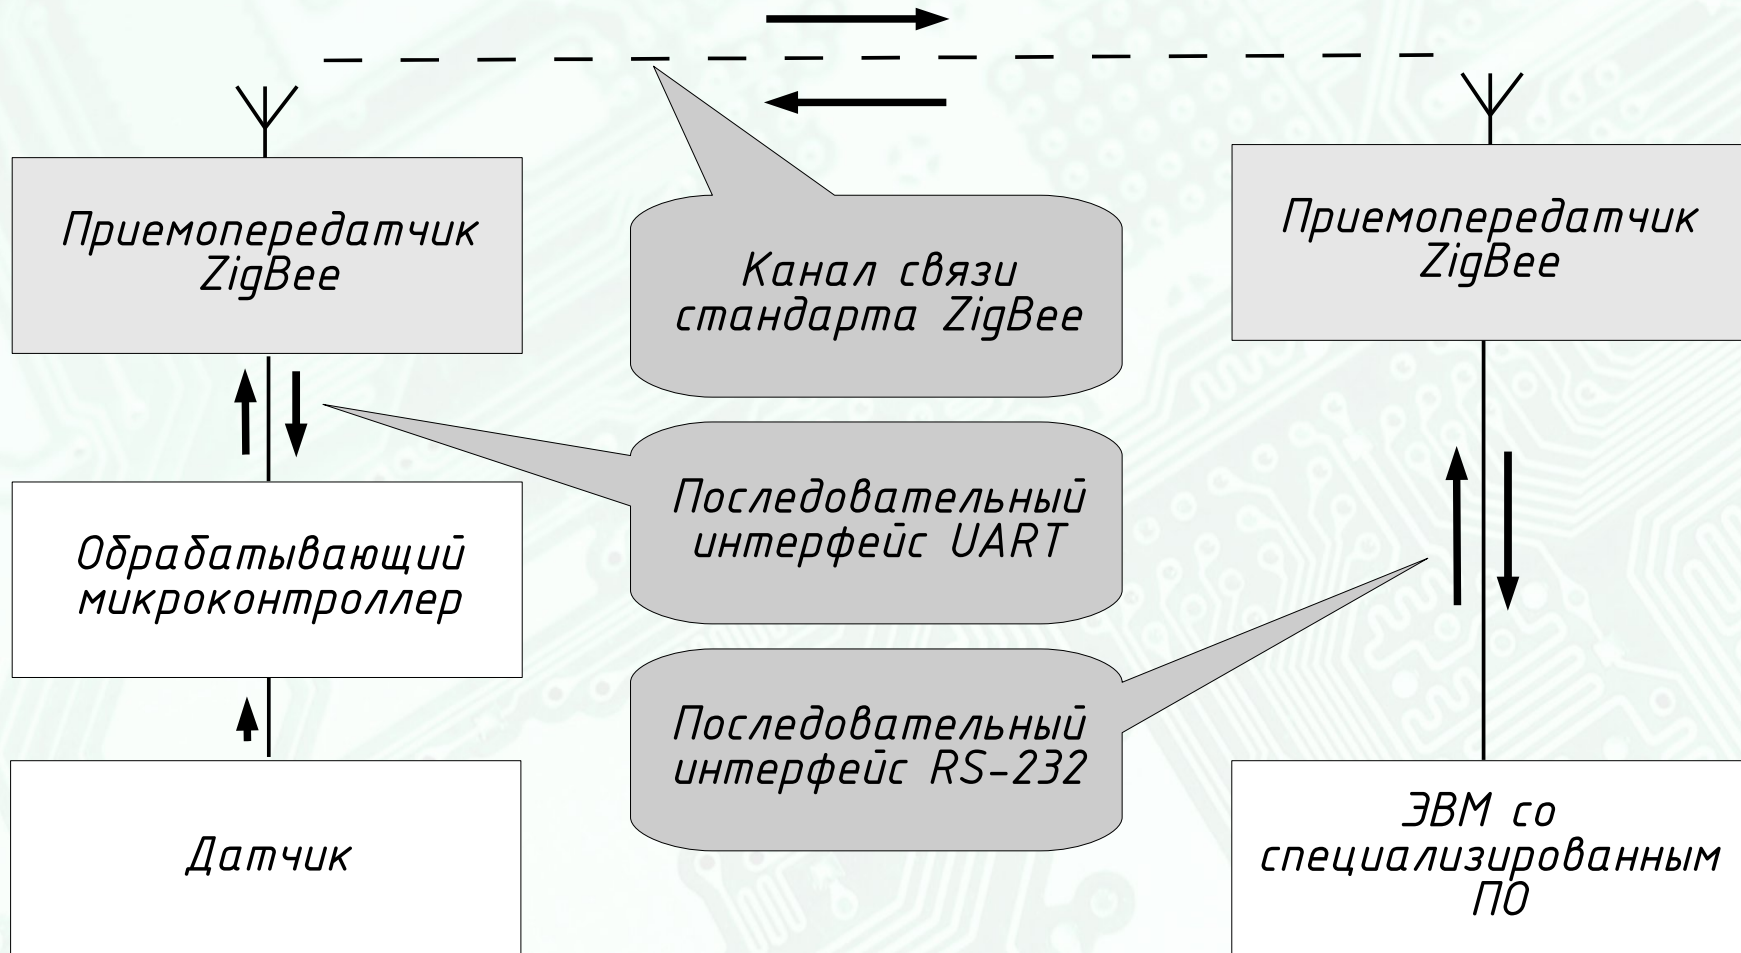 Приемопередатчик
ZigBee
Канал связи
стандарта ZigBee
Приемопередатчик
ZigBee
Последовательный
интерфейс UART
Обрабатывающий
микроконтроллер
Последовательный
интерфейс RS-232
Датчик
ЭВМ со
специализированным
ПО